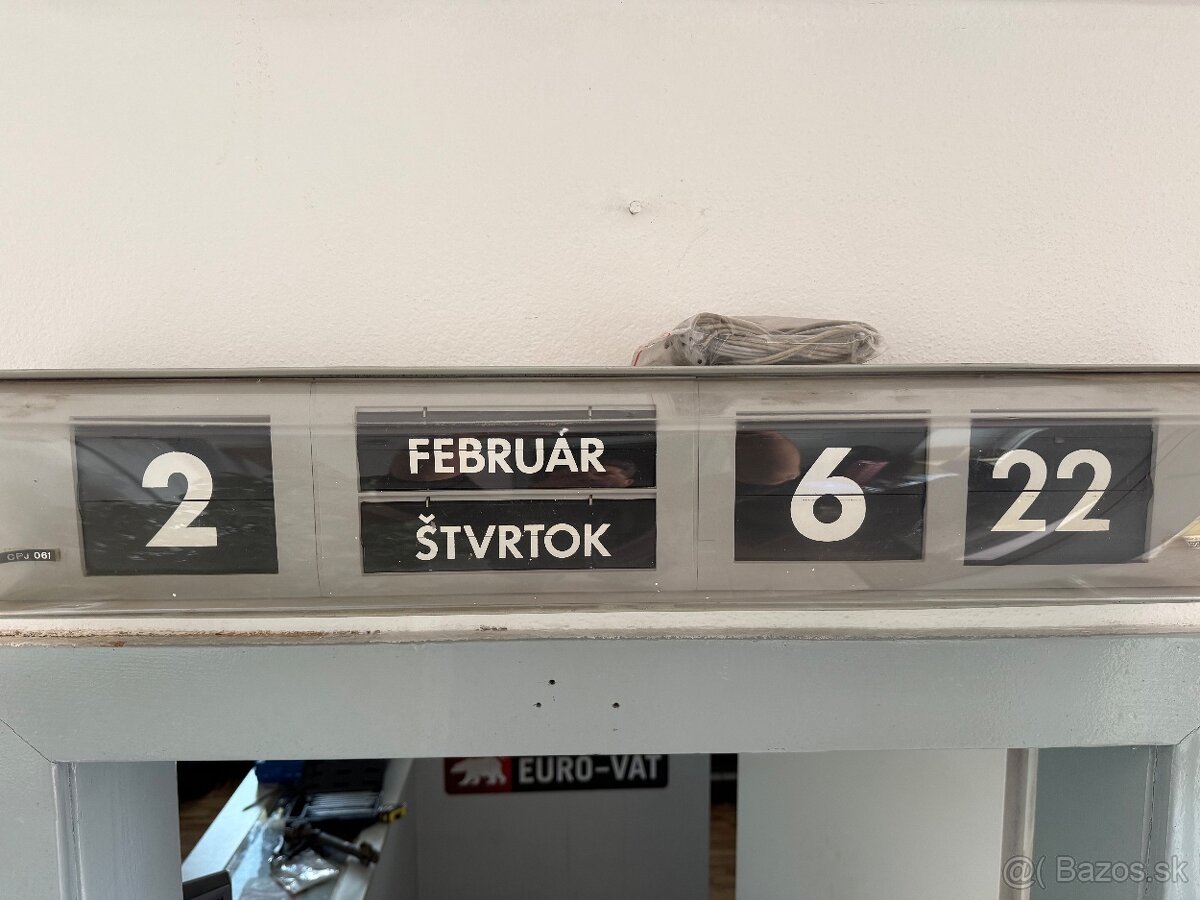 2
FEBRUÁR
ŠTVRTOK
6
22
CPJ 061
EURO-VAT
@( Bazos.sk